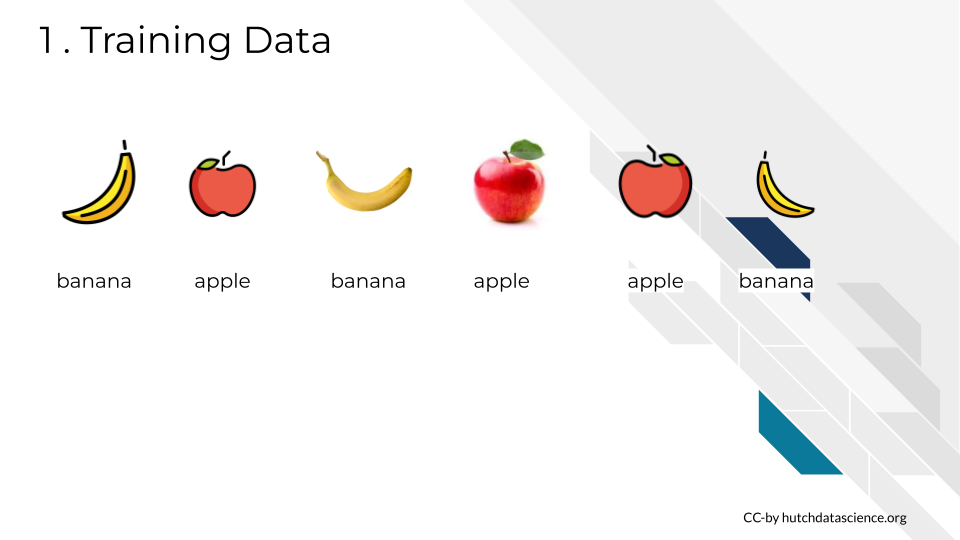 1 . Training Data
banana apple banana apple apple banana
CC-by hutchdatascience.org